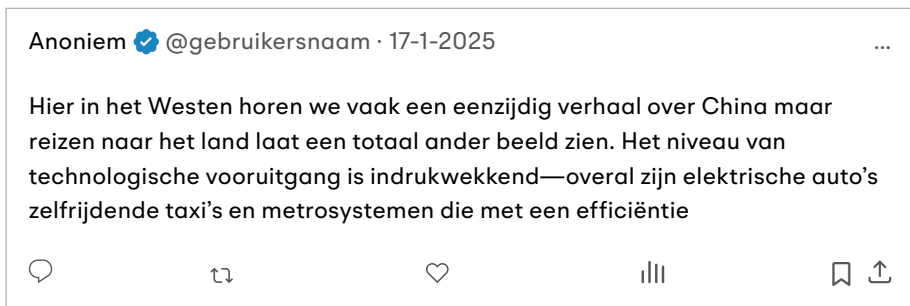 Anoniem @gebruikersnaam · 17-1-2025
...
Hier in het Westen horen we vaak een eenzijdig verhaal over China maar
reizen naar het land laat een totaal ander beeld zien. Het niveau van
technologische vooruitgang is indrukwekkend—overal zijn elektrische auto’s
zelfrijdende taxi’s en metrosystemen die met een efficiëntie